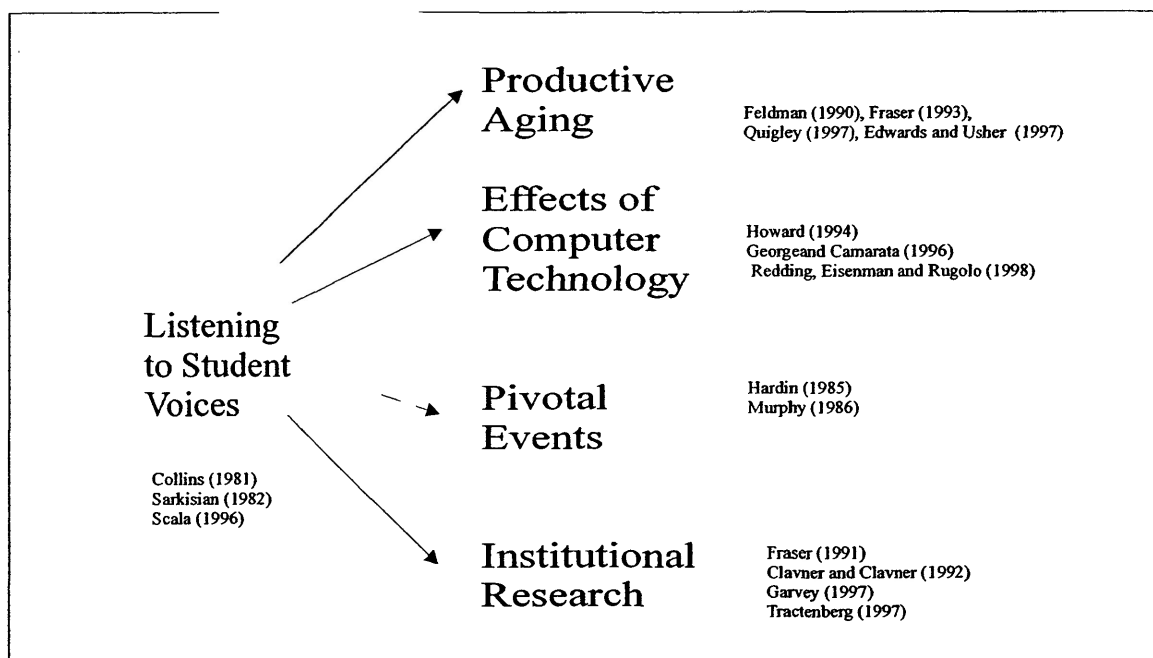 Productive
Aging
Feldman (1990), Fraser (1993),
Quigley (1997), Edwards and Usher (1997)
Effects of
Computer
Technology
Howard (1994)
Georgeand Camarata (1996)
Redding, Eisenman and Rugolo (1998)
Listening
to Student
Voices
Collins (1981)
Sarkisian (1982)
Scala (1996)
Pivotal
Events
Hardin (1985)
Murphy (1986)
Institutional
Research
Fraser (1991)
Clavner and Clavner (1992)
Garvey (1997)
Tractenberg (1997)